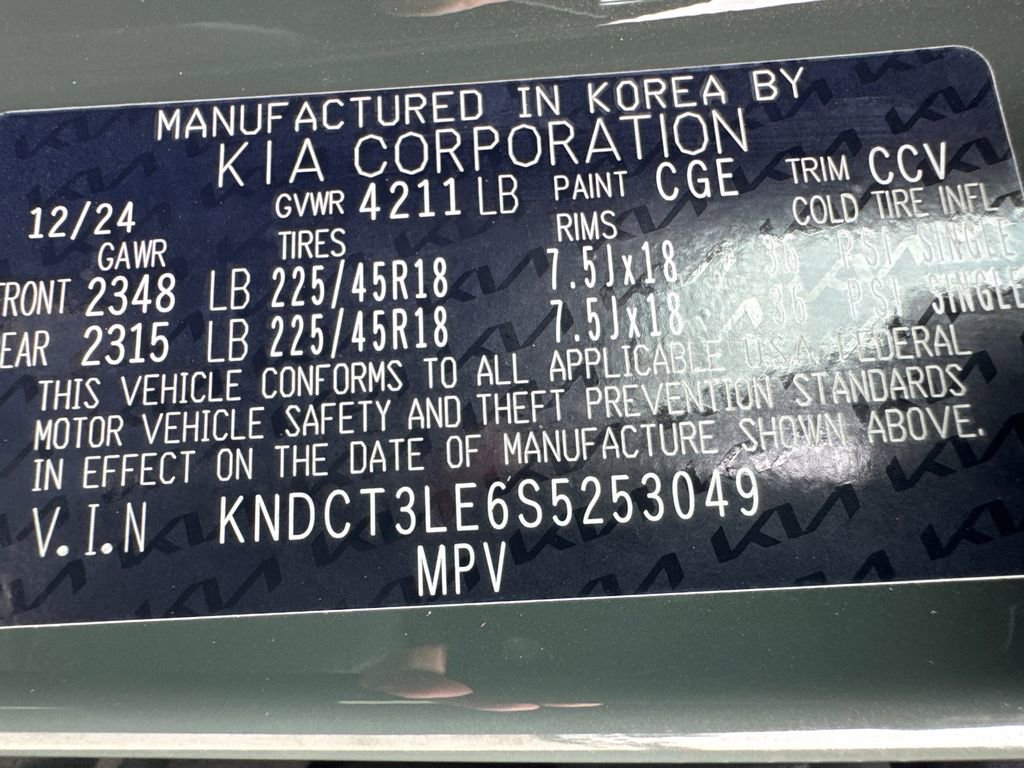 MANUFACTURED IN KOREA BY
KIA CORPORATION
12/24 GVWR 4211 LB PAINT CGE TRIM CCV
GAWR TIRES RIMS COLD TIRE INFL
FRONT 2348 LB 225/45R18 7.5Jx18 36 PSI SINGLE
EAR 2315 LB 225/45R18 7.5Jx18 36 PSI SINGLE
THIS VEHICLE CONFORMS TO ALL APPLICABLE U.S.A. FEDERAL
MOTOR VEHICLE SAFETY AND THEFT PREVENTION STANDARDS
IN EFFECT ON THE DATE OF MANUFACTURE SHOWN ABOVE.
V.I.N KNDCT3LE6S5253049
MPV